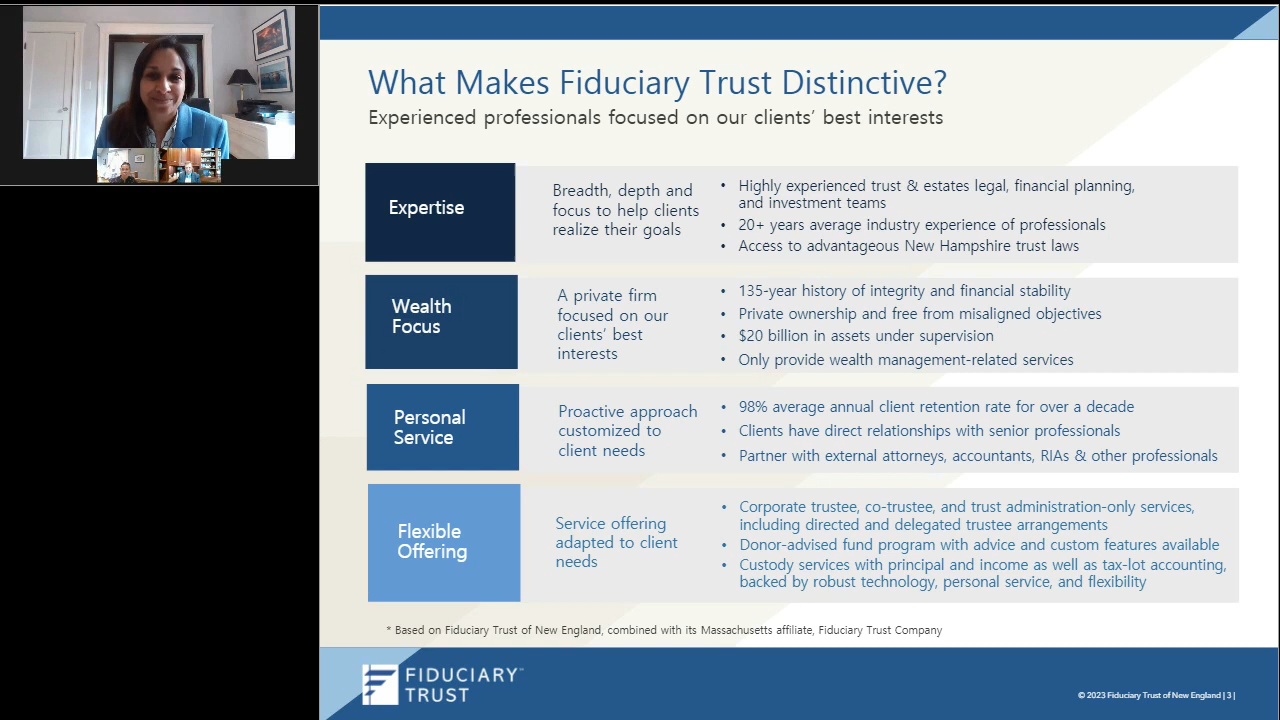 What Makes Fiduciary Trust Distinctive?
Experienced professionals focused on our clients’ best interests
Expertise
Breadth, depth and
focus to help clients
realize their goals
• Highly experienced trust & estates legal, financial planning,
and investment teams
• 20+ years average industry experience of professionals
• Access to advantageous New Hampshire trust laws
Wealth
Focus
A private firm
focused on our
clients’ best
interests
• 135-year history of integrity and financial stability
• Private ownership and free from misaligned objectives
• $20 billion in assets under supervision
• Only provide wealth management-related services
Personal
Service
Proactive approach
customized to
client needs
• 98% average annual client retention rate for over a decade
• Clients have direct relationships with senior professionals
• Partner with external attorneys, accountants, RIAs & other professionals
Flexible
Offering
Service offering
adapted to client
needs
• Corporate trustee, co-trustee, and trust administration-only services,
including directed and delegated trustee arrangements
• Donor-advised fund program with advice and custom features available
• Custody services with principal and income as well as tax-lot accounting,
backed by robust technology, personal service, and flexibility
* Based on Fiduciary Trust of New England, combined with its Massachusetts affiliate, Fiduciary Trust Company
FIDUCIARY™
TRUST
© 2023 Fiduciary Trust of New England | 3 |